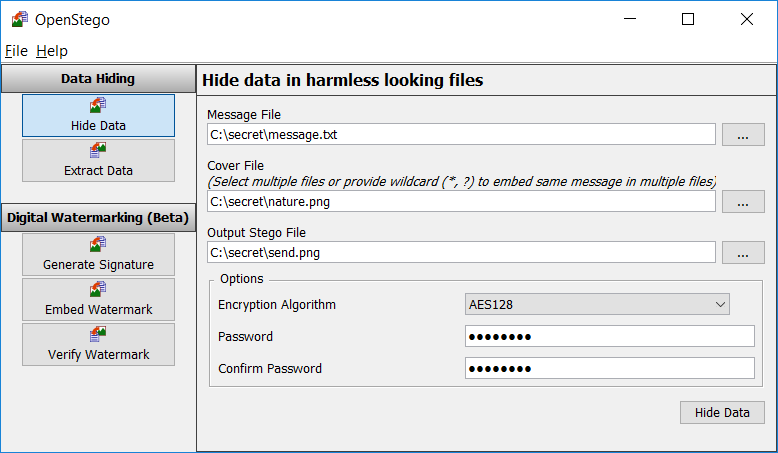 OpenStego
File Help
Data Hiding
Hide Data
Extract Data
Digital Watermarking (Beta)
Generate Signature
Embed Watermark
Verify Watermark
Hide data in harmless looking files
Message File
C:\secret\message.txt
...
Cover File
(Select multiple files or provide wildcard (*, ?) to embed same message in multiple files)
C:\secret\nature.png
...
Output Stego File
C:\secret\send.png
...
Options
Encryption Algorithm
AES128
Password
●●●●●●●●
Confirm Password
●●●●●●●●
Hide Data